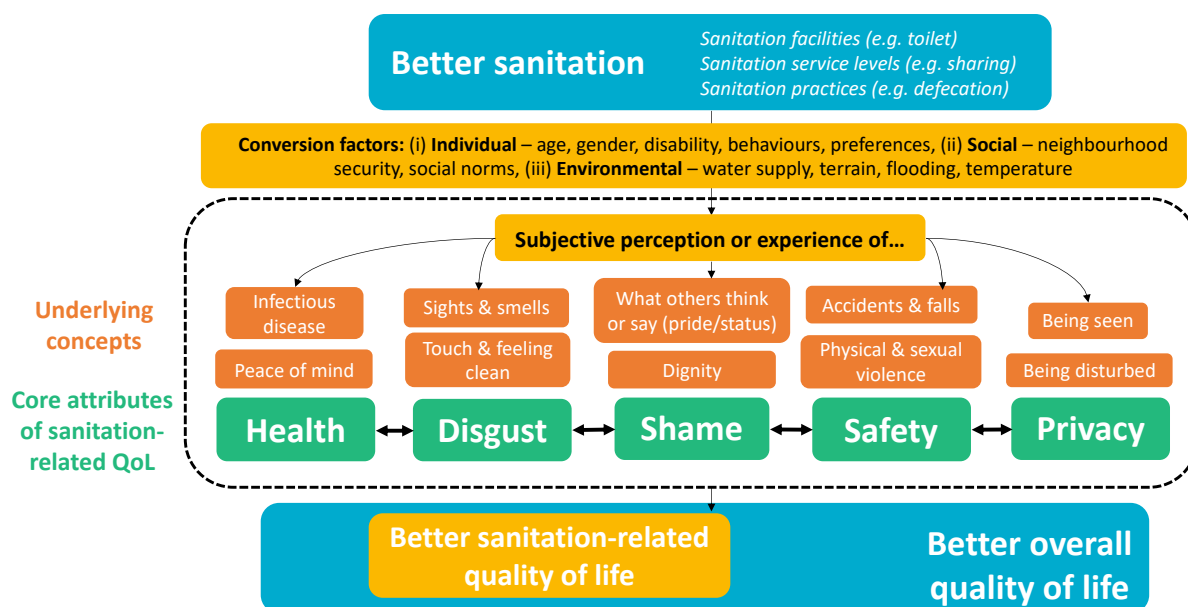 Better sanitation
Sanitation facilities (e.g. toilet)
Sanitation service levels (e.g. sharing)
Sanitation practices (e.g. defecation)
Conversion factors: (i) Individual – age, gender, disability, behaviours, preferences, (ii) Social – neighbourhood
security, social norms, (iii) Environmental – water supply, terrain, flooding, temperature
Subjective perception or experience of…
Underlying
concepts
Infectious
disease
Peace of mind
Sights & smells
Touch & feeling
clean
What others think
or say (pride/status)
Dignity
Accidents & falls
Physical & sexual
violence
Being seen
Being disturbed
Core attributes
of sanitation-
related QoL
Health
Disgust
Shame
Safety
Privacy
Better sanitation-related
quality of life
Better overall
quality of life